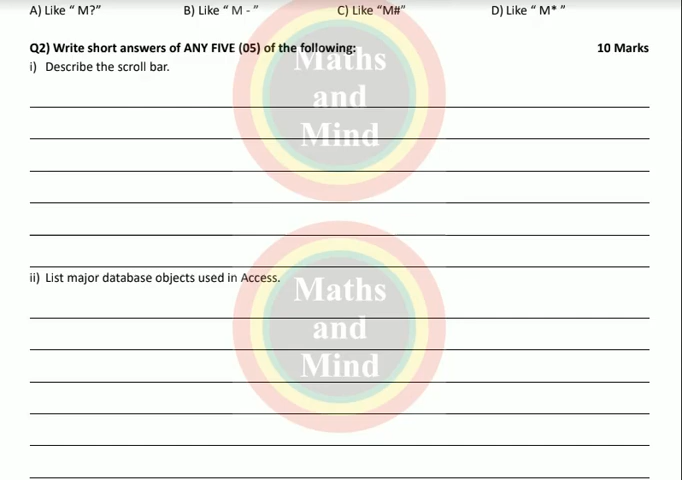 A) Like “ M?” B) Like “ M - ” C) Like “M#” D) Like “ M* ”
Q2) Write short answers of ANY FIVE (05) of the following: 10 Marks
i) Describe the scroll bar.
Maths
and
Mind
ii) List major database objects used in Access.
Maths
and
Mind